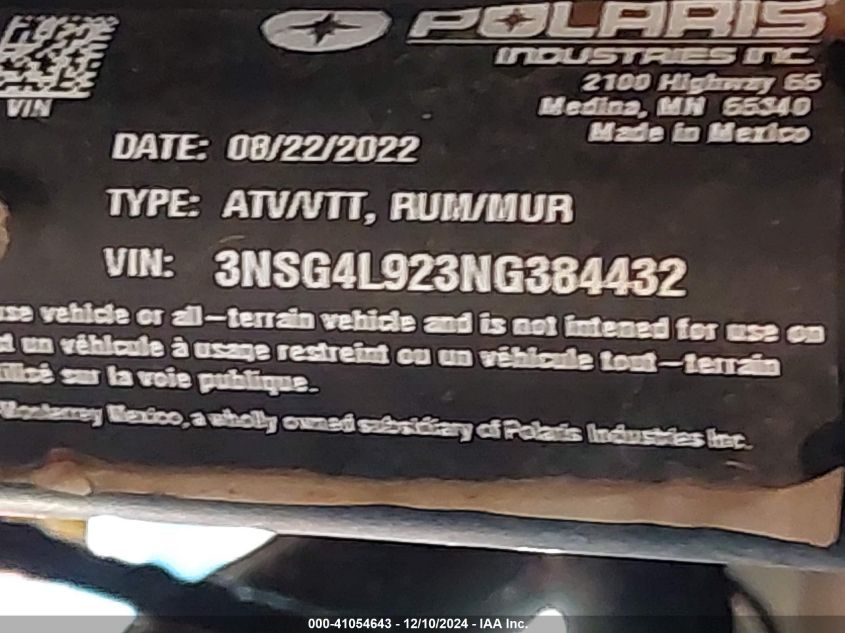 POLARIS
INDUSTRIES INC.
2100 Highway 55
Medina, MN 55340
Made in Mexico
VIN
DATE: 08/22/2022
TYPE: ATV/VTT, RUM/MUR
VIN: 3NSG4L923NG384432
use vehicle or all-terrain vehicle and is not intened for use on
un véhicule à usage restreint ou un véhicule tout-terrain
sur la voie publique.
Monterrey Mexico, a wholly owned subsidiary of Polaris Industries Inc.
000-41054643 - 12/10/2024 - IAA Inc.